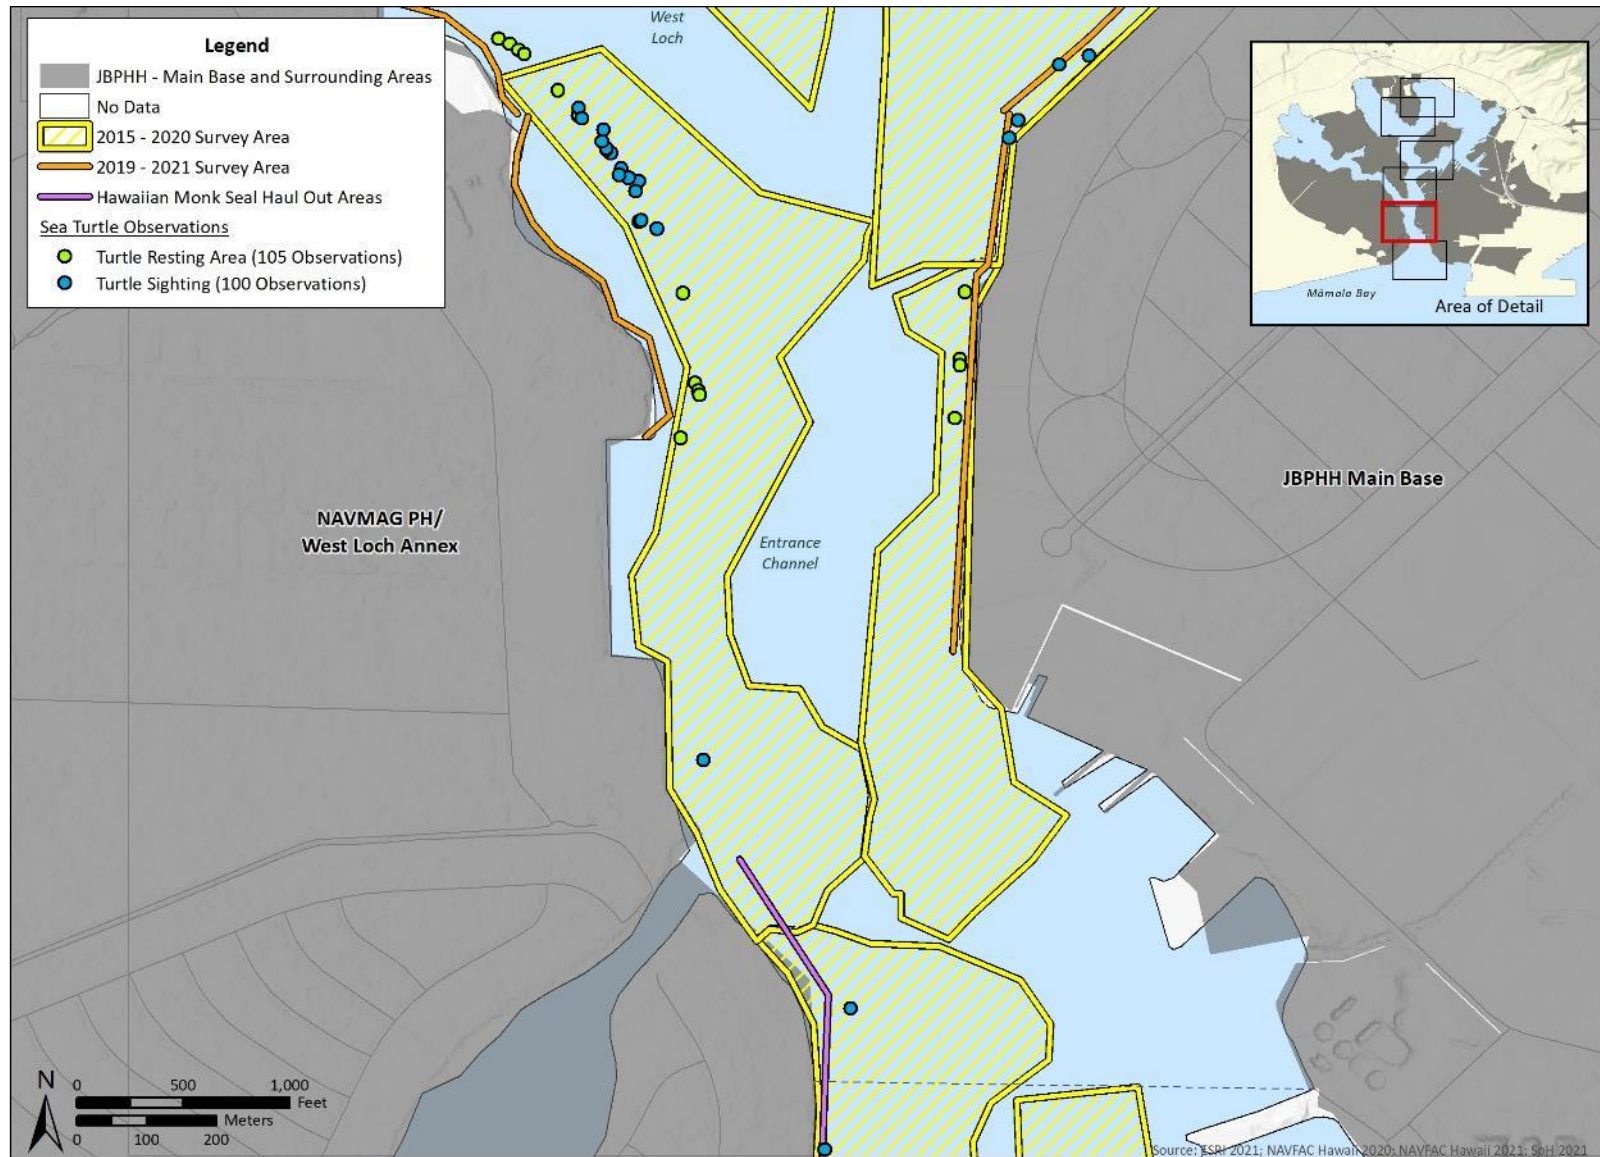 Legend
JBPHH - Main Base and Surrounding Areas
No Data
2015 - 2020 Survey Area
2019 - 2021 Survey Area
Hawaiian Monk Seal Haul Out Areas
Sea Turtle Observations
Turtle Resting Area (105 Observations)
Turtle Sighting (100 Observations)
West
Loch
Māmala Bay
Area of Detail
JBPHH Main Base
NAVMAG PH/
West Loch Annex
Entrance
Channel
N
0 500 1,000
Feet
Meters
0 100 200
Source: ESRI 2021; NAVFAC Hawaii 2020; NAVFAC Hawaii 2021; SoH 2021